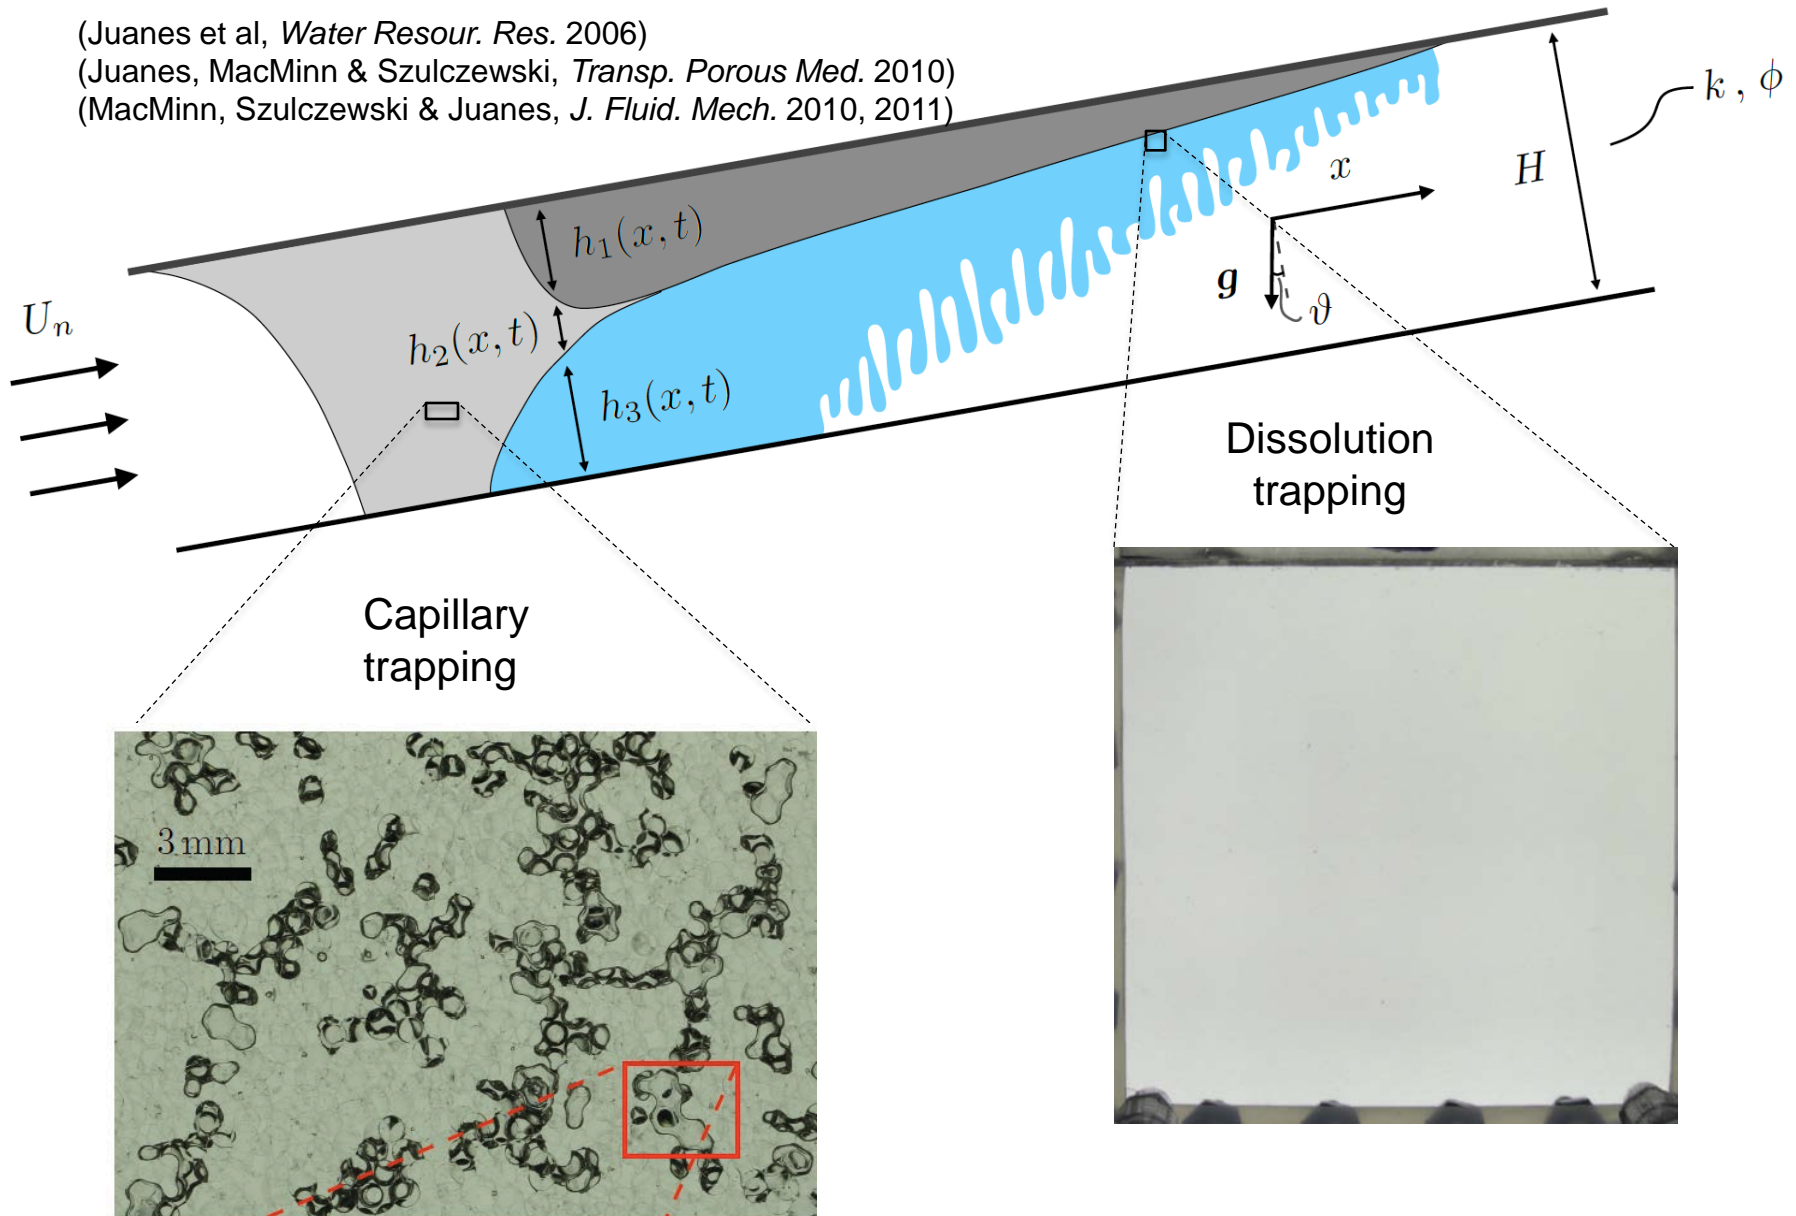 (Juanes et al, Water Resour. Res. 2006)
(Juanes, MacMinn & Szulczewski, Transp. Porous Med. 2010)
(MacMinn, Szulczewski & Juanes, J. Fluid. Mech. 2010, 2011)
k , ϕ
H
x
h₁(x, t)
g
ϑ
Uₙ
h₂(x, t)
h₃(x, t)
Dissolution
trapping
Capillary
trapping
3 mm